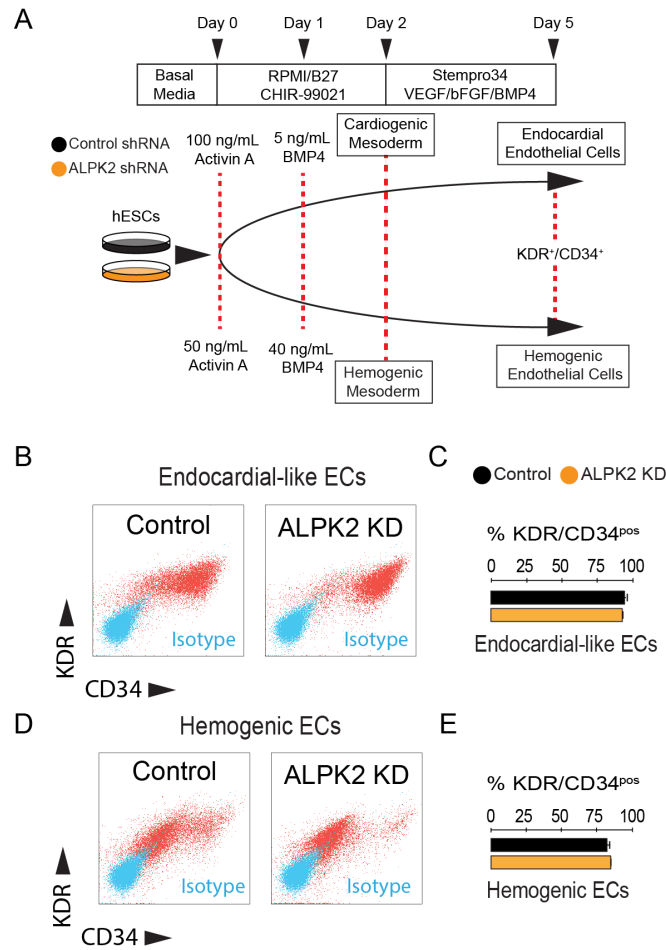 A
Day 0
Day 1
Day 2
Day 5
Basal
Media
RPMI/B27
CHIR-99021
Stempro34
VEGF/bFGF/BMP4
Control shRNA
ALPK2 shRNA
100 ng/mL
Activin A
5 ng/mL
BMP4
Cardiogenic
Mesoderm
Endocardial
Endothelial Cells
hESCs
KDR⁺/CD34⁺
50 ng/mL
Activin A
40 ng/mL
BMP4
Hemogenic
Mesoderm
Hemogenic
Endothelial Cells
B
Endocardial-like ECs
Control
Isotype
ALPK2 KD
Isotype
KDR
CD34
C
Control
ALPK2 KD
% KDR/CD34ᵖᵒˢ
0 25 50 75 100
Endocardial-like ECs
D
Hemogenic ECs
Control
Isotype
ALPK2 KD
Isotype
KDR
CD34
E
% KDR/CD34ᵖᵒˢ
0 25 50 75 100
Hemogenic ECs